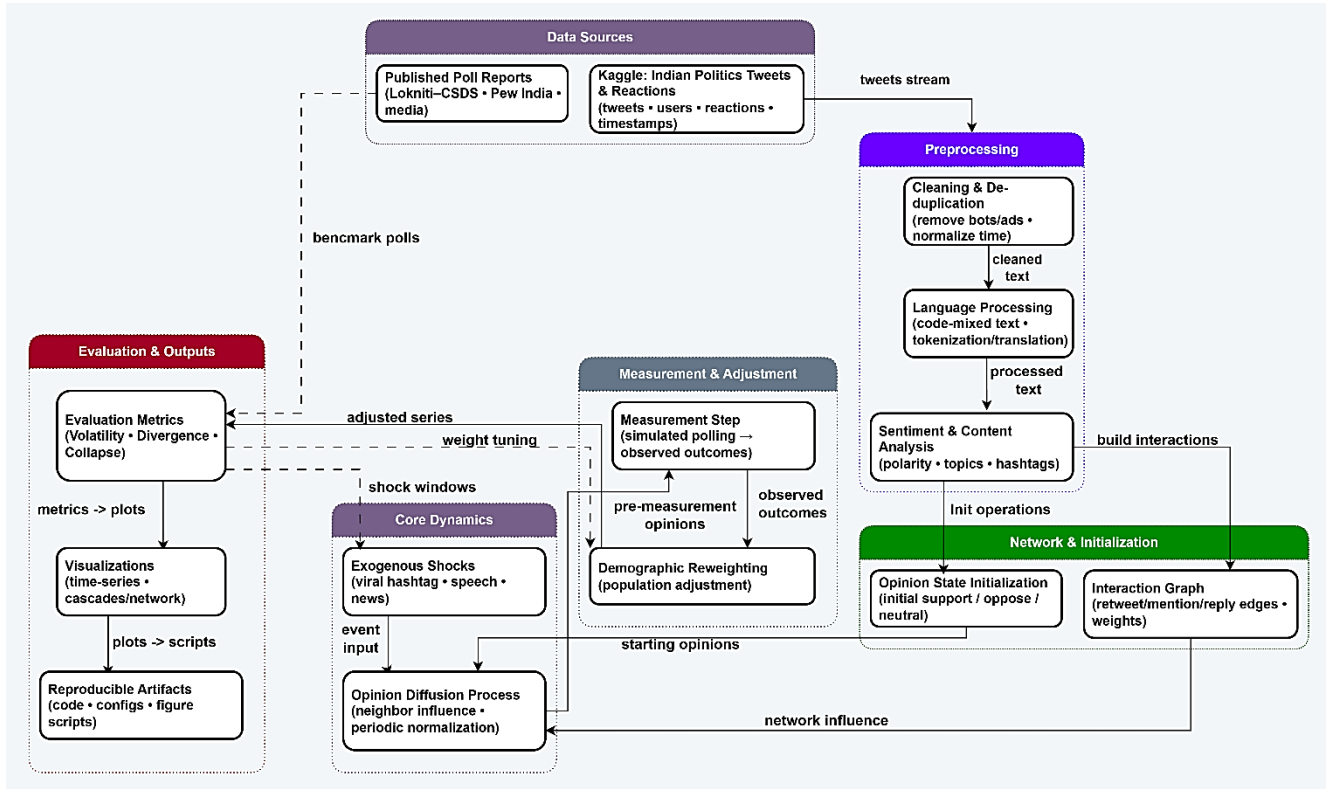 Data Sources
Published Poll Reports
(Lokniti–CSDS • Pew India •
media)
Kaggle: Indian Politics Tweets
& Reactions
(tweets • users • reactions •
timestamps)
tweets stream
Preprocessing
Cleaning & De-
duplication
(remove bots/ads •
normalize time)
cleaned
text
Language Processing
(code-mixed text •
tokenization/translation)
processed
text
Sentiment & Content
Analysis
(polarity • topics • hashtags)
bencmark polls
Evaluation & Outputs
Evaluation Metrics
(Volatility • Divergence •
Collapse)
metrics -> plots
Visualizations
(time-series •
cascades/network)
plots -> scripts
Reproducible Artifacts
(code • configs • figure
scripts)
adjusted series
weight tuning
shock windows
Measurement & Adjustment
Measurement Step
(simulated polling →
observed outcomes)
pre-measurement
opinions
observed
outcomes
Demographic Reweighting
(population adjustment)
Core Dynamics
Exogenous Shocks
(viral hashtag • speech •
news)
event
input
Opinion Diffusion Process
(neighbor influence •
periodic normalization)
build interactions
Init operations
Network & Initialization
Opinion State Initialization
(initial support / oppose /
neutral)
Interaction Graph
(retweet/mention/reply edges •
weights)
starting opinions
network influence